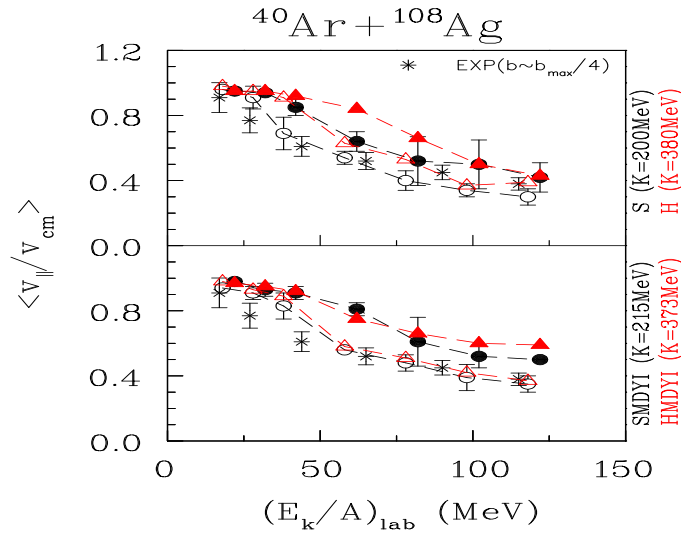 ⁴⁰Ar+¹⁰⁸Ag
1.2
EXP(b~b_max/4)
0.8
0.4
0.0
0.8
0.4
0.0
<V_||/V_cm>
S (K=200MeV)
H (K=380MeV)
SMDYI (K=215MeV)
HMDYI (K=373MeV)
0 50 100 150
(E_k/A)_lab (MeV)